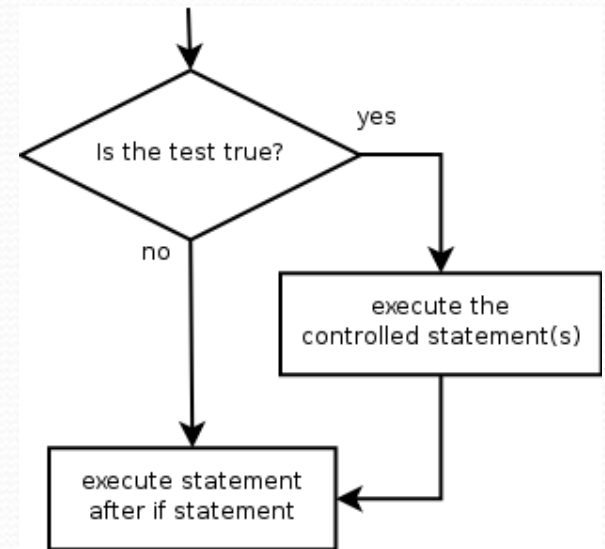 Is the test true?
yes
no
execute the
controlled statement(s)
execute statement
after if statement